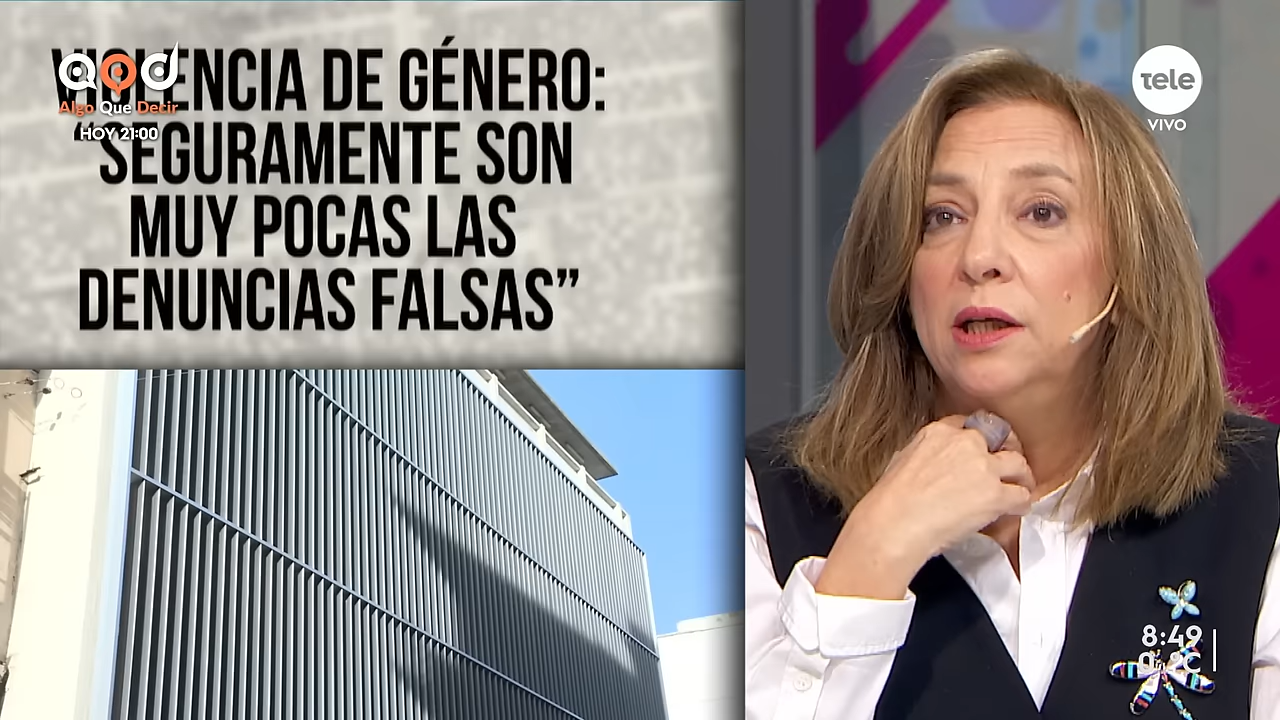 VIOLENCIA DE GÉNERO:
“SEGURAMENTE SON
MUY POCAS LAS
DENUNCIAS FALSAS”
aqd
Algo Que Decir
HOY 21:00
tele
VIVO
8:49